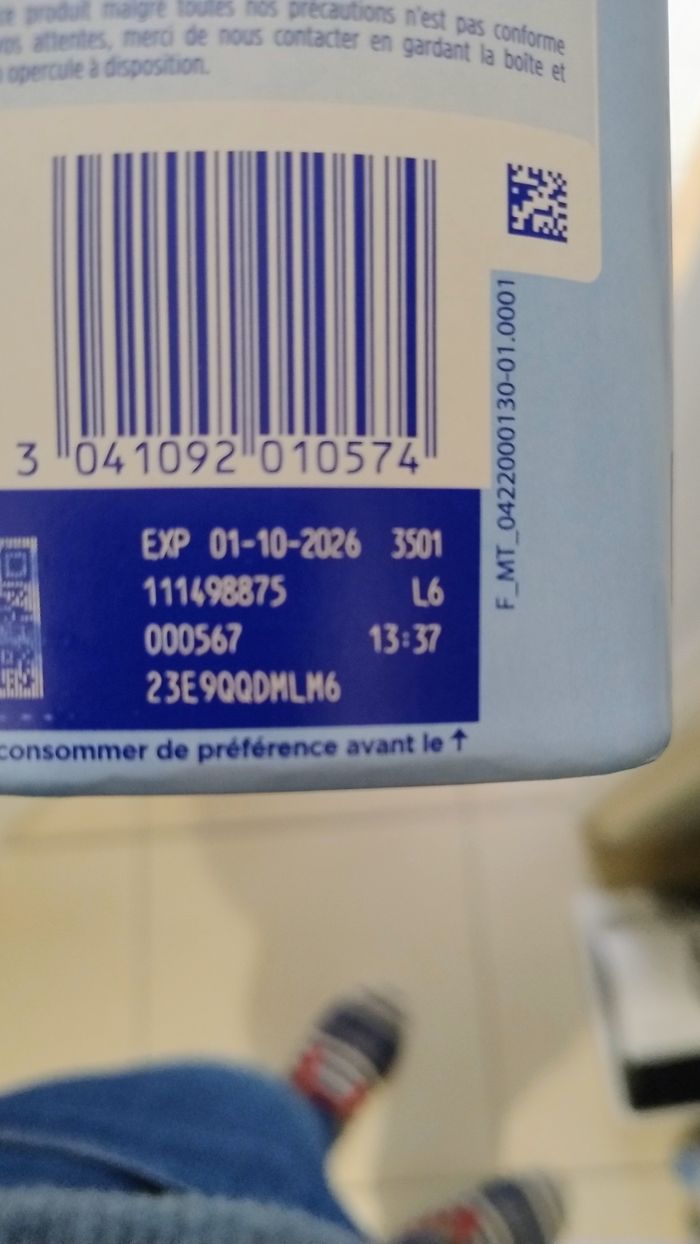 ce produit malgré toutes nos précautions n'est pas conforme
vos attentes, merci de nous contacter en gardant la boîte et
opercule à disposition.
3 041092 010574
F_MT_0422000130-01.0001
EXP 01-10-2026 3501
111498875 L6
000567 13:37
23E9QQDMLM6
consommer de préférence avant le ↑